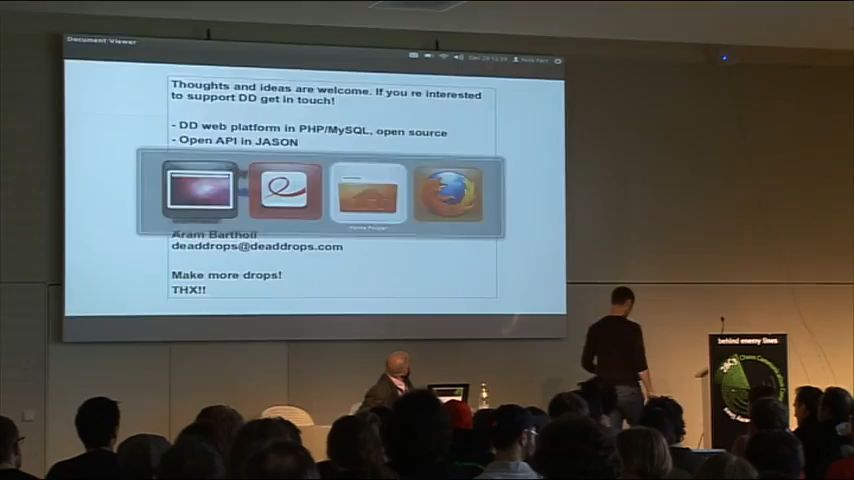 Document Viewer
Thoughts and ideas are welcome. If you re interested
to support DD get in touch!
- DD web platform in PHP/MySQL, open source
- Open API in JASON
Home Folder
Aram Bartholl
deaddrops@deaddrops.com
Make more drops!
THX!!
behind enemy lines